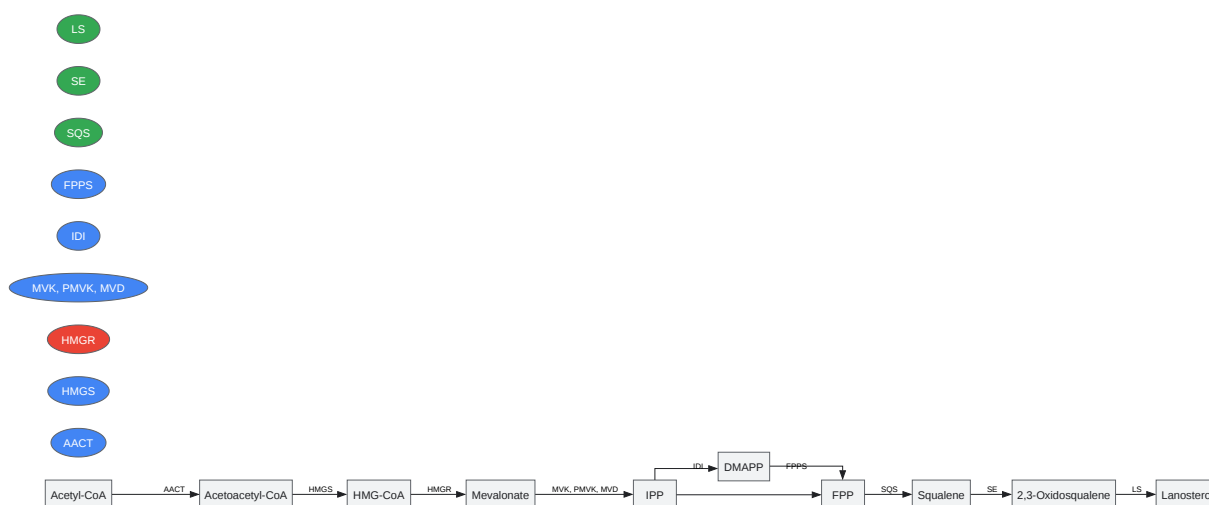 LS
SE
SQS
FPPS
IDI
MVK, PMVK, MVD
HMGR
HMGS
AACT
IDI
DMAPP
FPPS
Acetyl-CoA
AACT
Acetoacetyl-CoA
HMGS
HMG-CoA
HMGR
Mevalonate
MVK, PMVK, MVD
IPP
FPP
SQS
Squalene
SE
2,3-Oxidosqualene
LS
Lanostero